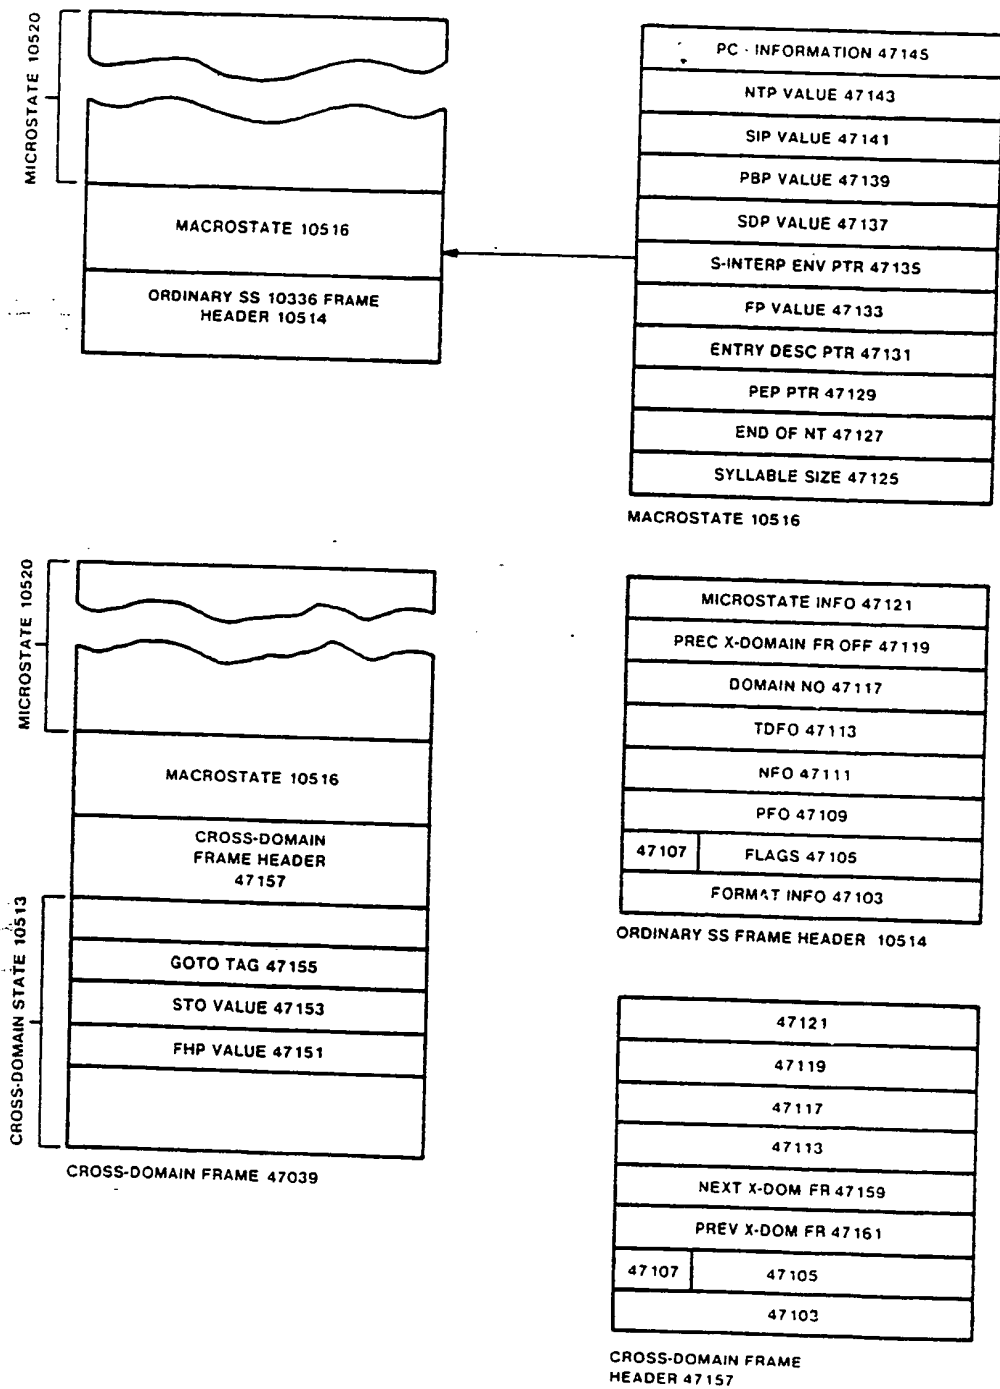 MICROSTATE 10520
MACROSTATE 10516
ORDINARY SS 10336 FRAME
HEADER 10514
PC - INFORMATION 47145
NTP VALUE 47143
SIP VALUE 47141
PBP VALUE 47139
SDP VALUE 47137
S-INTERP ENV PTR 47135
FP VALUE 47133
ENTRY DESC PTR 47131
PEP PTR 47129
END OF NT 47127
SYLLABLE SIZE 47125
MACROSTATE 10516
MICROSTATE 10520
MACROSTATE 10516
CROSS-DOMAIN
FRAME HEADER
47157
CROSS-DOMAIN STATE 10513
GOTO TAG 47155
STO VALUE 47153
FHP VALUE 47151
CROSS-DOMAIN FRAME 47039
MICROSTATE INFO 47121
PREC X-DOMAIN FR OFF 47119
DOMAIN NO 47117
TDFO 47113
NFO 47111
PFO 47109
47107 FLAGS 47105
FORMAT INFO 47103
ORDINARY SS FRAME HEADER 10514
47121
47119
47117
47113
NEXT X-DOM FR 47159
PREV X-DOM FR 47161
47107 47105
47103
CROSS-DOMAIN FRAME
HEADER 47157